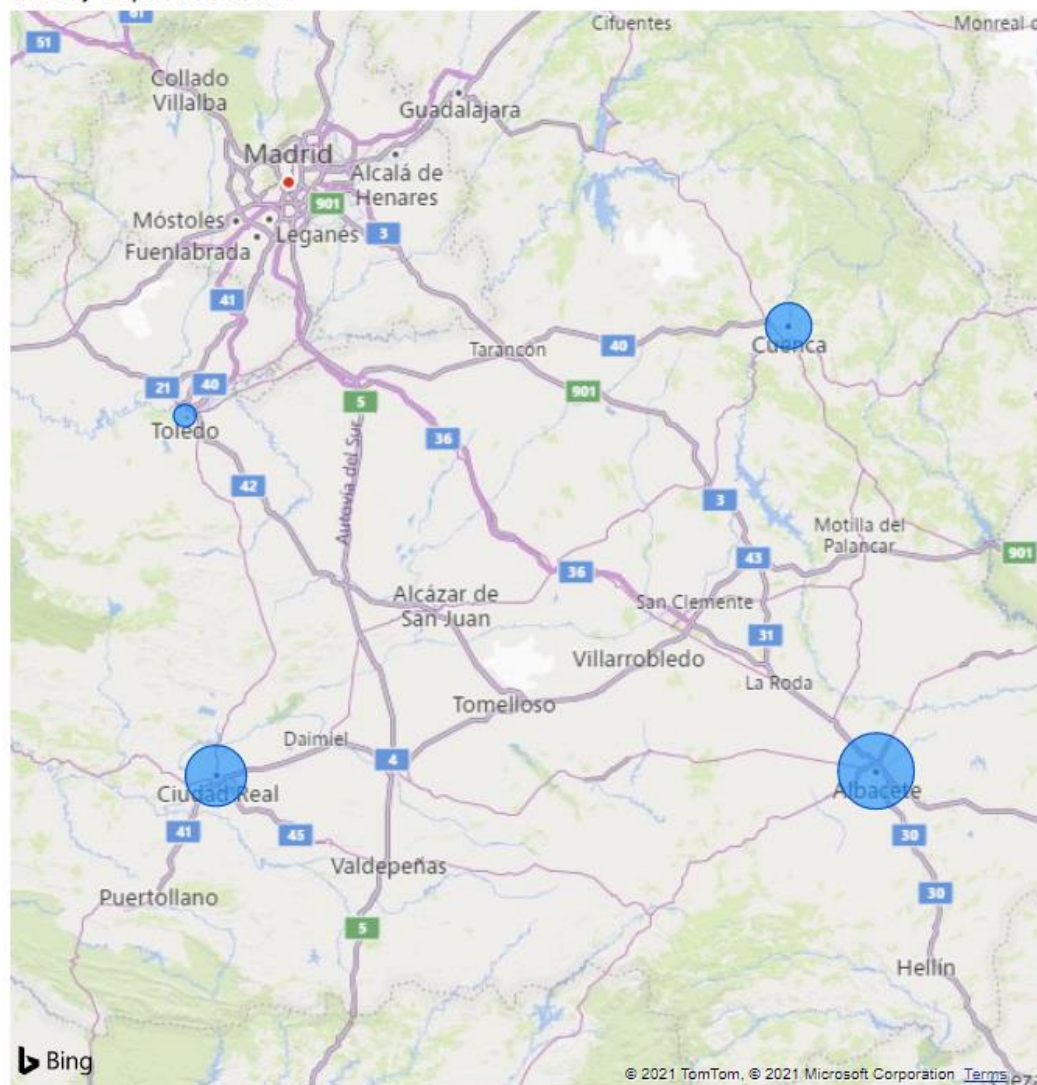 61
51
Cifuentes
Collado
Villalba
Guadalajara
Madrid
Alcalá de
Henares
901
Móstoles
Leganés
3
Fuenlabrada
41
Tarancón
40
Cuenca
21
40
5
901
Toledo
36
42
Autovía del Sur
3
Motilla del
Palancar
901
43
36
Alcázar de
San Juan
San Clemente
31
Villarrobledo
La Roda
Tomelloso
Daimiel
4
Ciudad Real
Albacete
41
45
30
Valdepeñas
Puertollano
30
5
Hellín
Bing
© 2021 TomTom, © 2021 Microsoft Corporation Terms